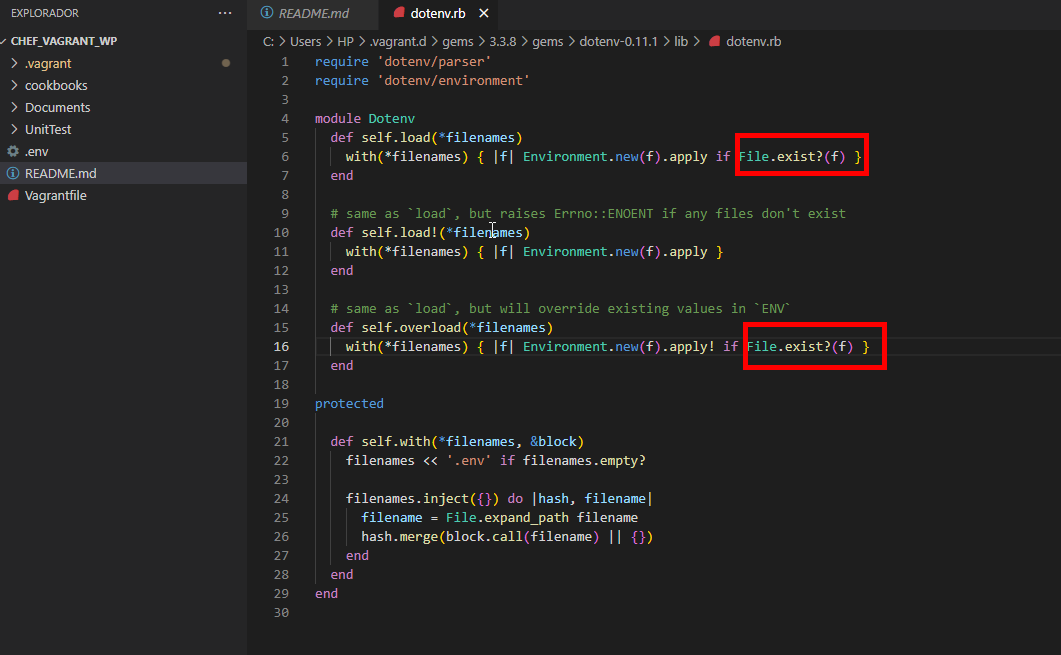 EXPLORADOR
···
README.md
dotenv.rb
CHEF_VAGRANT_WP
C: > Users > HP > .vagrant.d > gems > 3.3.8 > gems > dotenv-0.11.1 > lib > dotenv.rb
.vagrant
cookbooks
Documents
UnitTest
.env
README.md
Vagrantfile
1 require 'dotenv/parser'
2 require 'dotenv/environment'
3
4 module Dotenv
5 def self.load(*filenames)
6 with(*filenames) { |f| Environment.new(f).apply if File.exist?(f) }
7 end
8
9 # same as `load`, but raises Errno::ENOENT if any files don't exist
10 def self.load!(*filenames)
11 with(*filenames) { |f| Environment.new(f).apply }
12 end
13
14 # same as `load`, but will override existing values in `ENV`
15 def self.overload(*filenames)
16 with(*filenames) { |f| Environment.new(f).apply! if File.exist?(f) }
17 end
18
19 protected
20
21 def self.with(*filenames, &block)
22 filenames << '.env' if filenames.empty?
23
24 filenames.inject({}) do |hash, filename|
25 filename = File.expand_path filename
26 hash.merge(block.call(filename) || {})
27 end
28 end
29 end
30